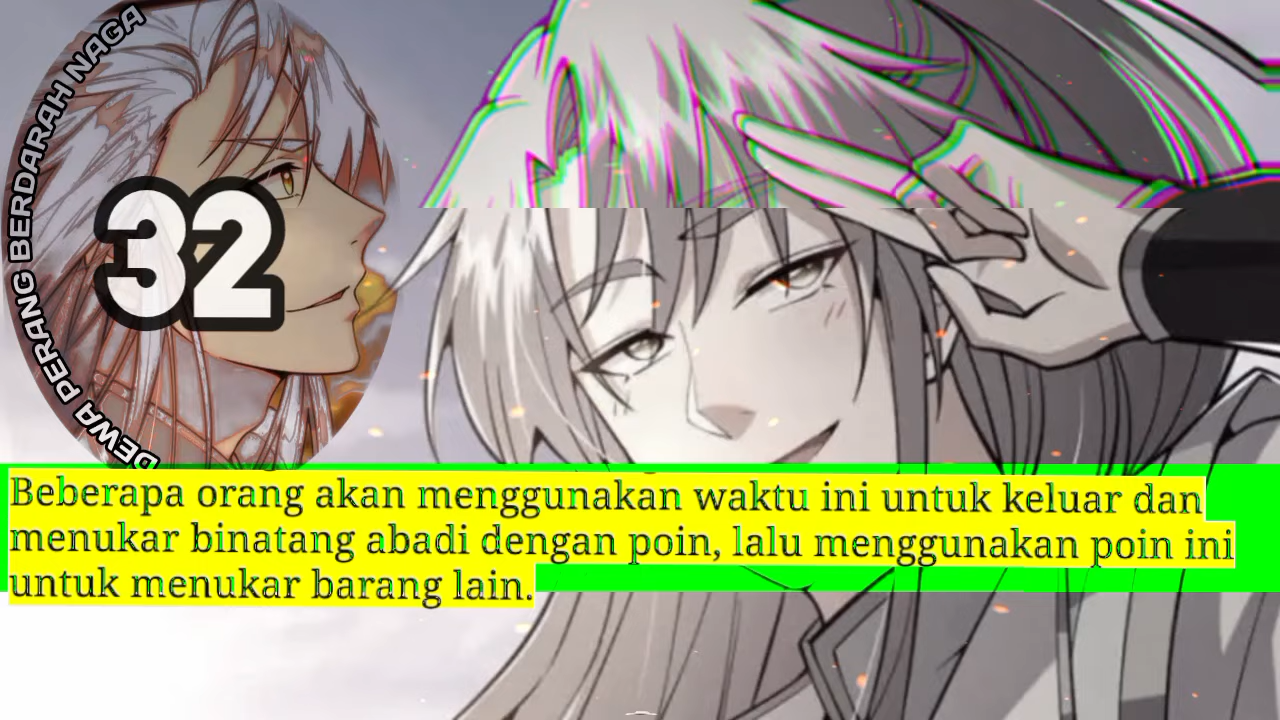 DEWA PERANG BERDARAH NAGA
32
Beberapa orang akan menggunakan waktu ini untuk keluar dan
menukar binatang abadi dengan poin, lalu menggunakan poin ini
untuk menukar barang lain.